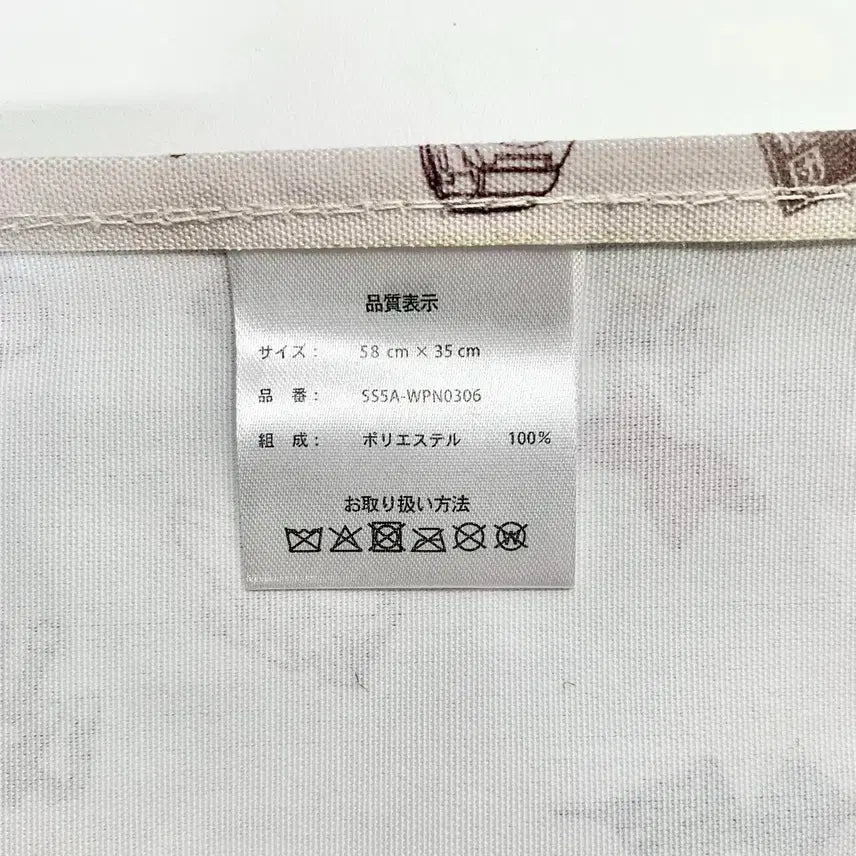 品質表示
サイズ： 58 cm × 35 cm
品 番： SS5A-WPN0306
組 成： ポリエステル 100%
お取り扱い方法
W